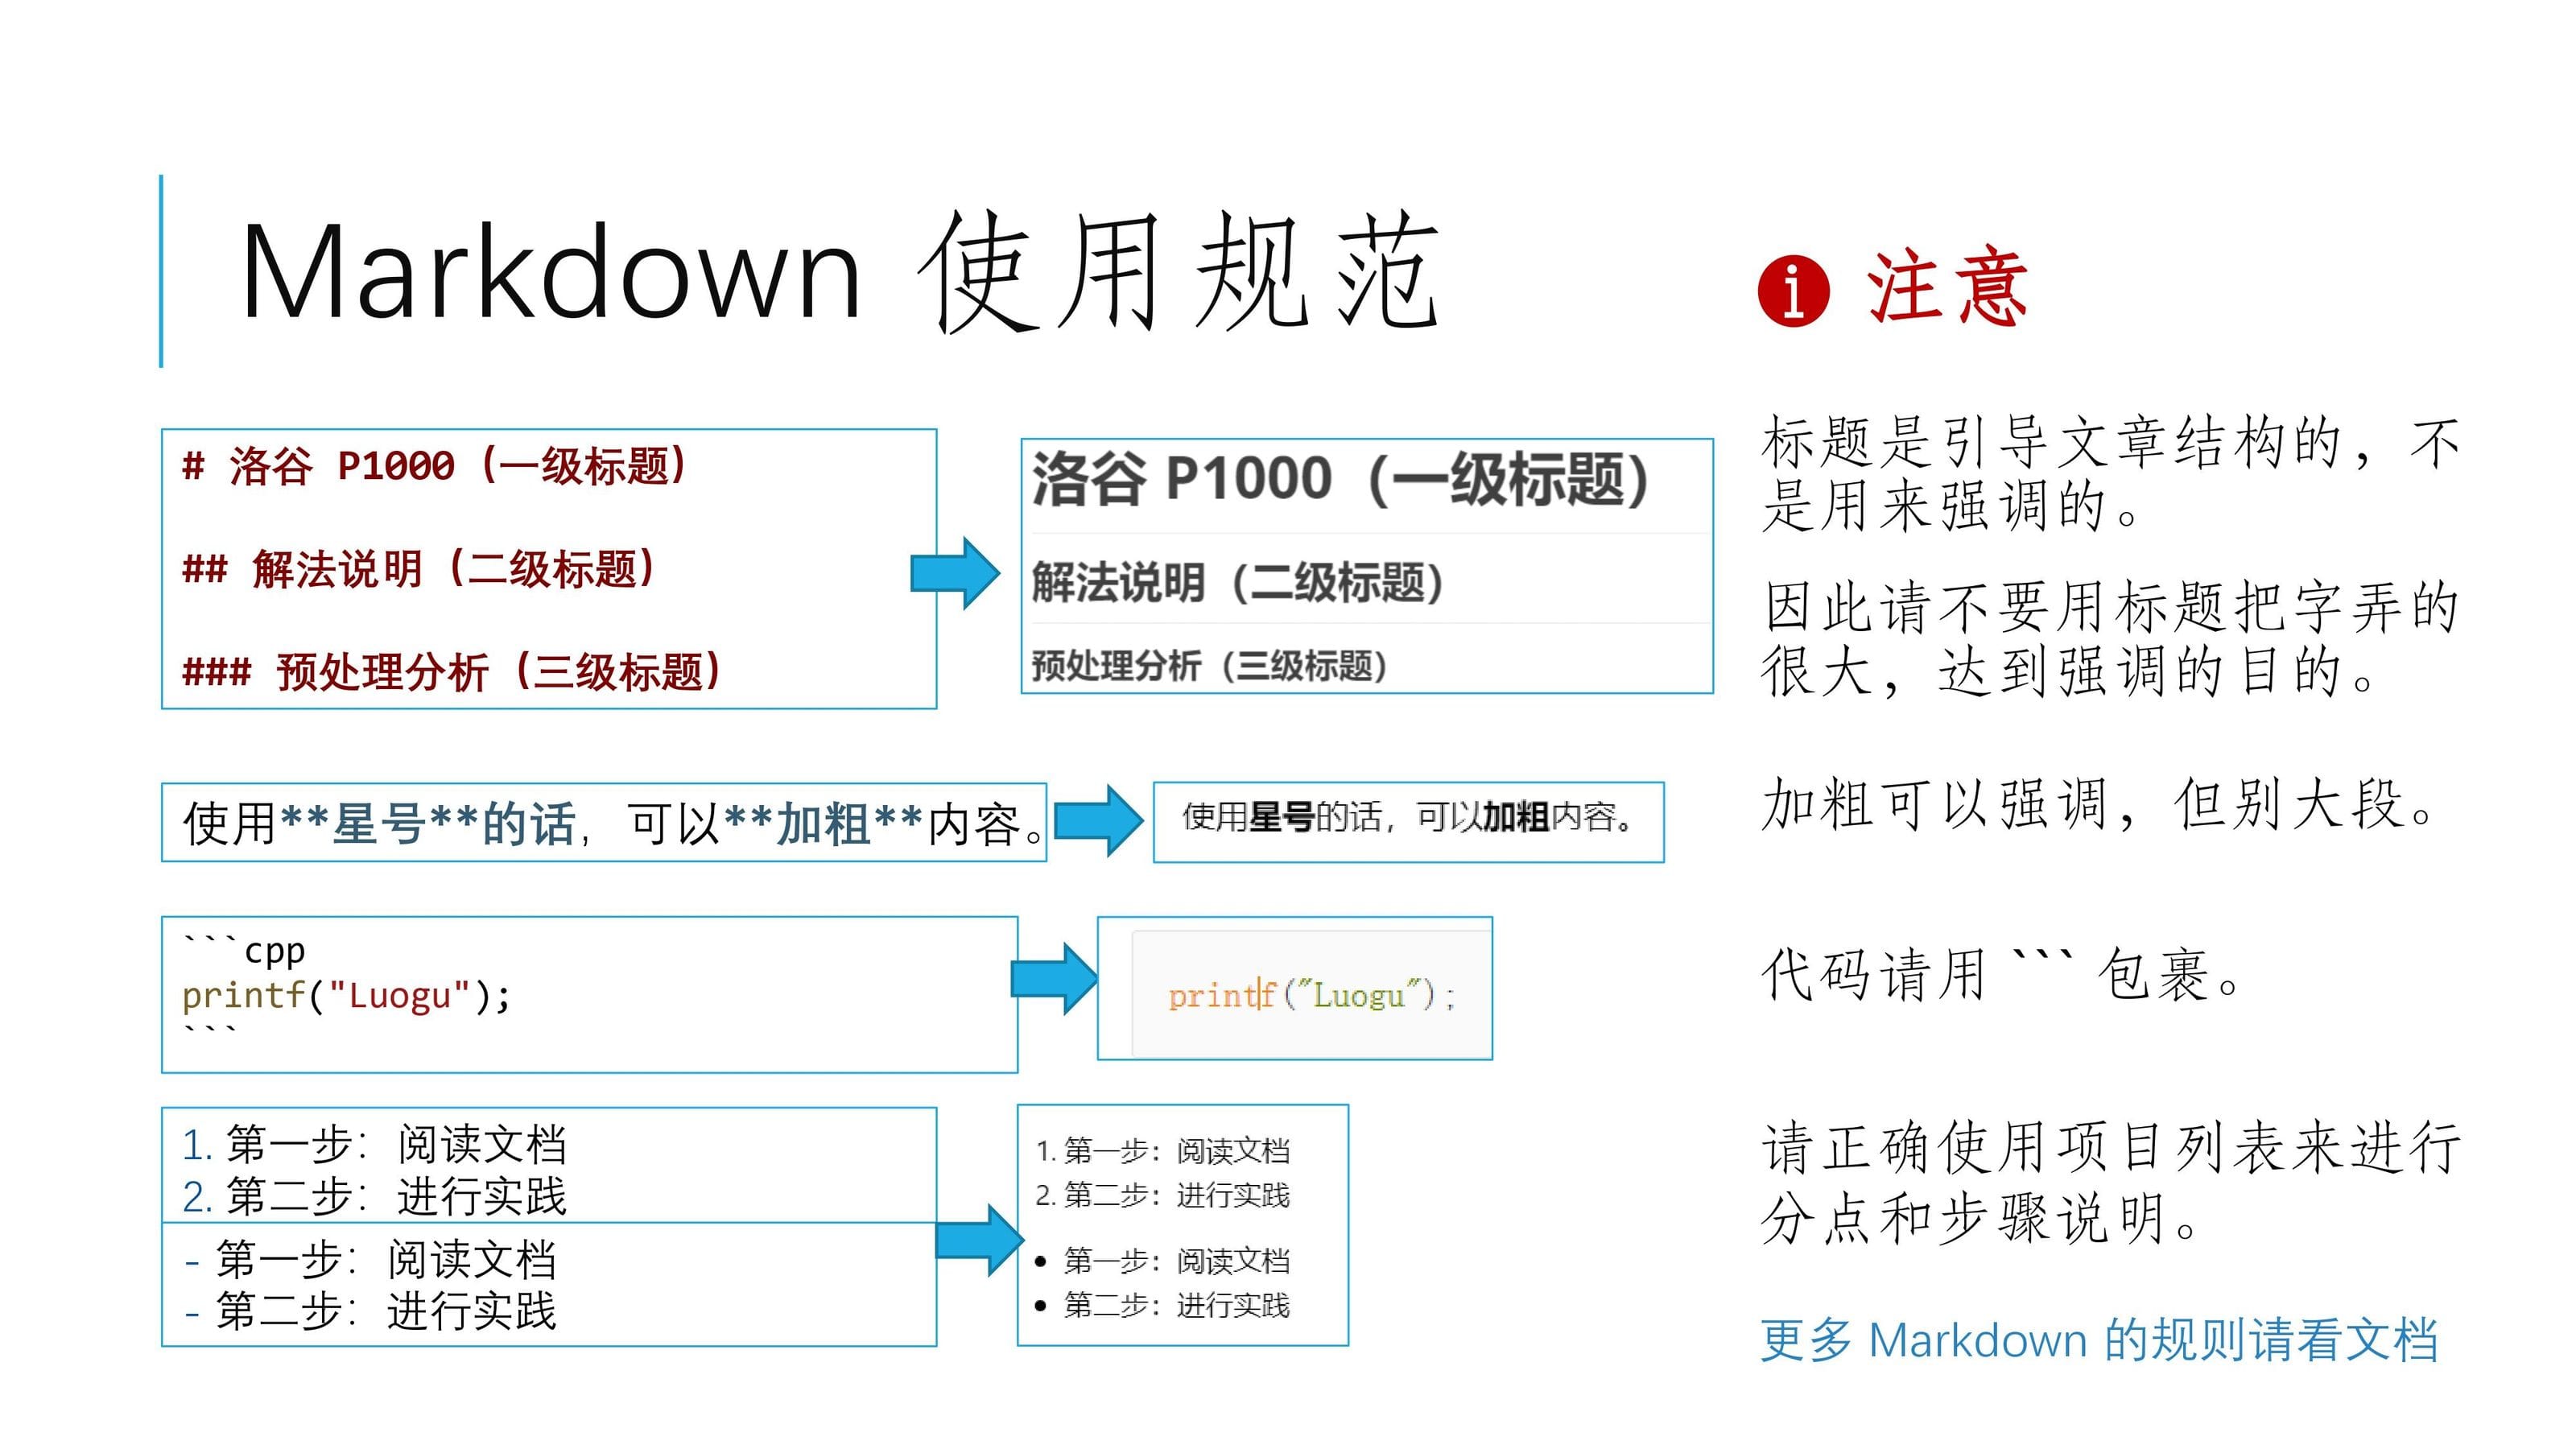 Markdown 使用规范
# 洛谷 P1000（一级标题）
## 解法说明（二级标题）
### 预处理分析（三级标题）
洛谷 P1000（一级标题）
解法说明（二级标题）
预处理分析（三级标题）
使用**星号**的话，可以**加粗**内容。
使用星号的话，可以加粗内容。
```cpp
printf("Luogu");
```
printf("Luogu");
1. 第一步：阅读文档
2. 第二步：进行实践
- 第一步：阅读文档
- 第二步：进行实践
1. 第一步：阅读文档
2. 第二步：进行实践
• 第一步：阅读文档
• 第二步：进行实践
i 注意
标题是引导文章结构的，不
是用来强调的。
因此请不要用标题把字弄的
很大，达到强调的目的。
加粗可以强调，但别大段。
代码请用 ``` 包裹。
请正确使用项目列表来进行
分点和步骤说明。
更多 Markdown 的规则请看文档